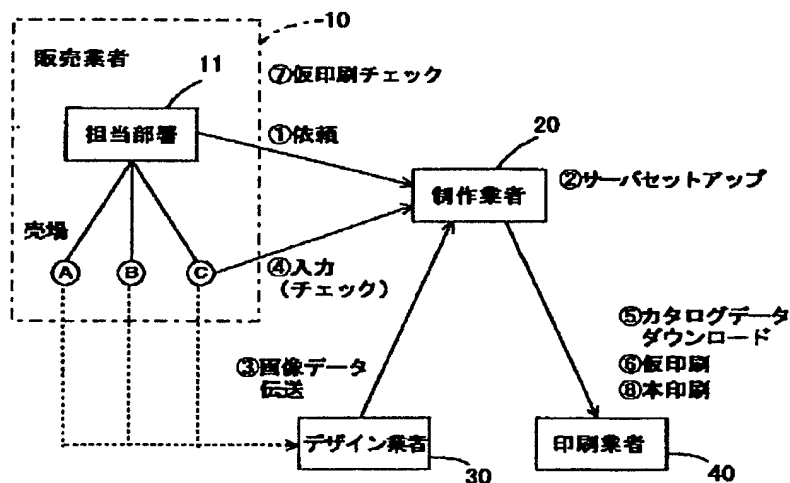 10
販売業者
11
⑦仮印刷チェック
担当部署
①依頼
20
制作業者
②サーバセットアップ
売場
A
B
C
④入力
（チェック）
⑤カタログデータ
ダウンロード
⑥仮印刷
⑧本印刷
③画像データ
伝送
デザイン業者
30
印刷業者
40